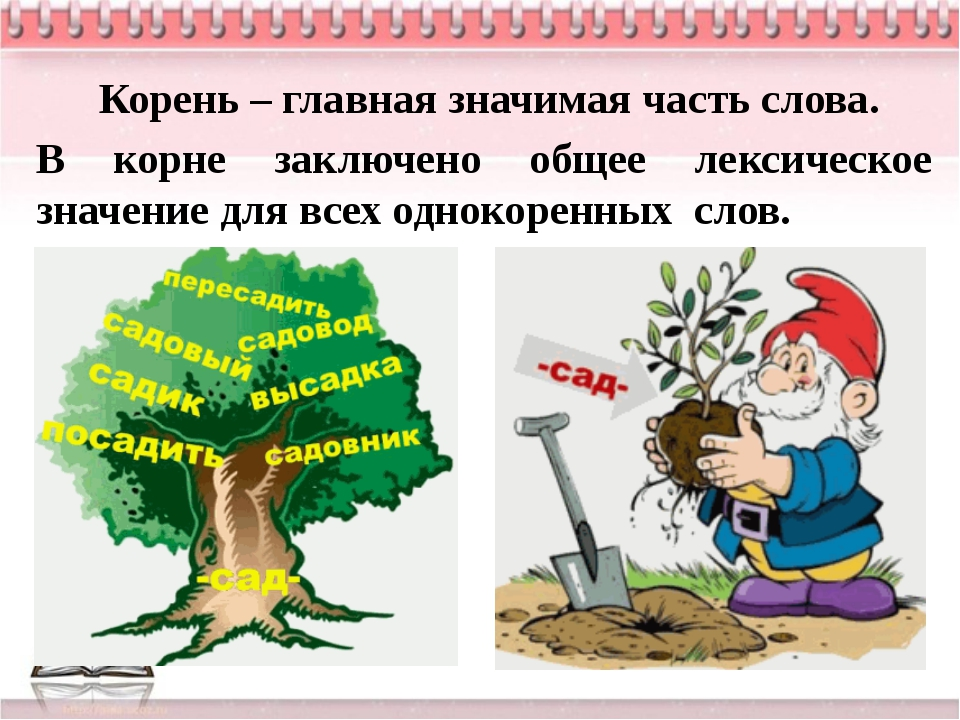 Корень – главная значимая часть слова.
В корне заключено общее лексическое
значение для всех однокоренных слов.
пересадить
садовый
садовод
садик
высадка
посадить
садовник
-сад-
-сад-